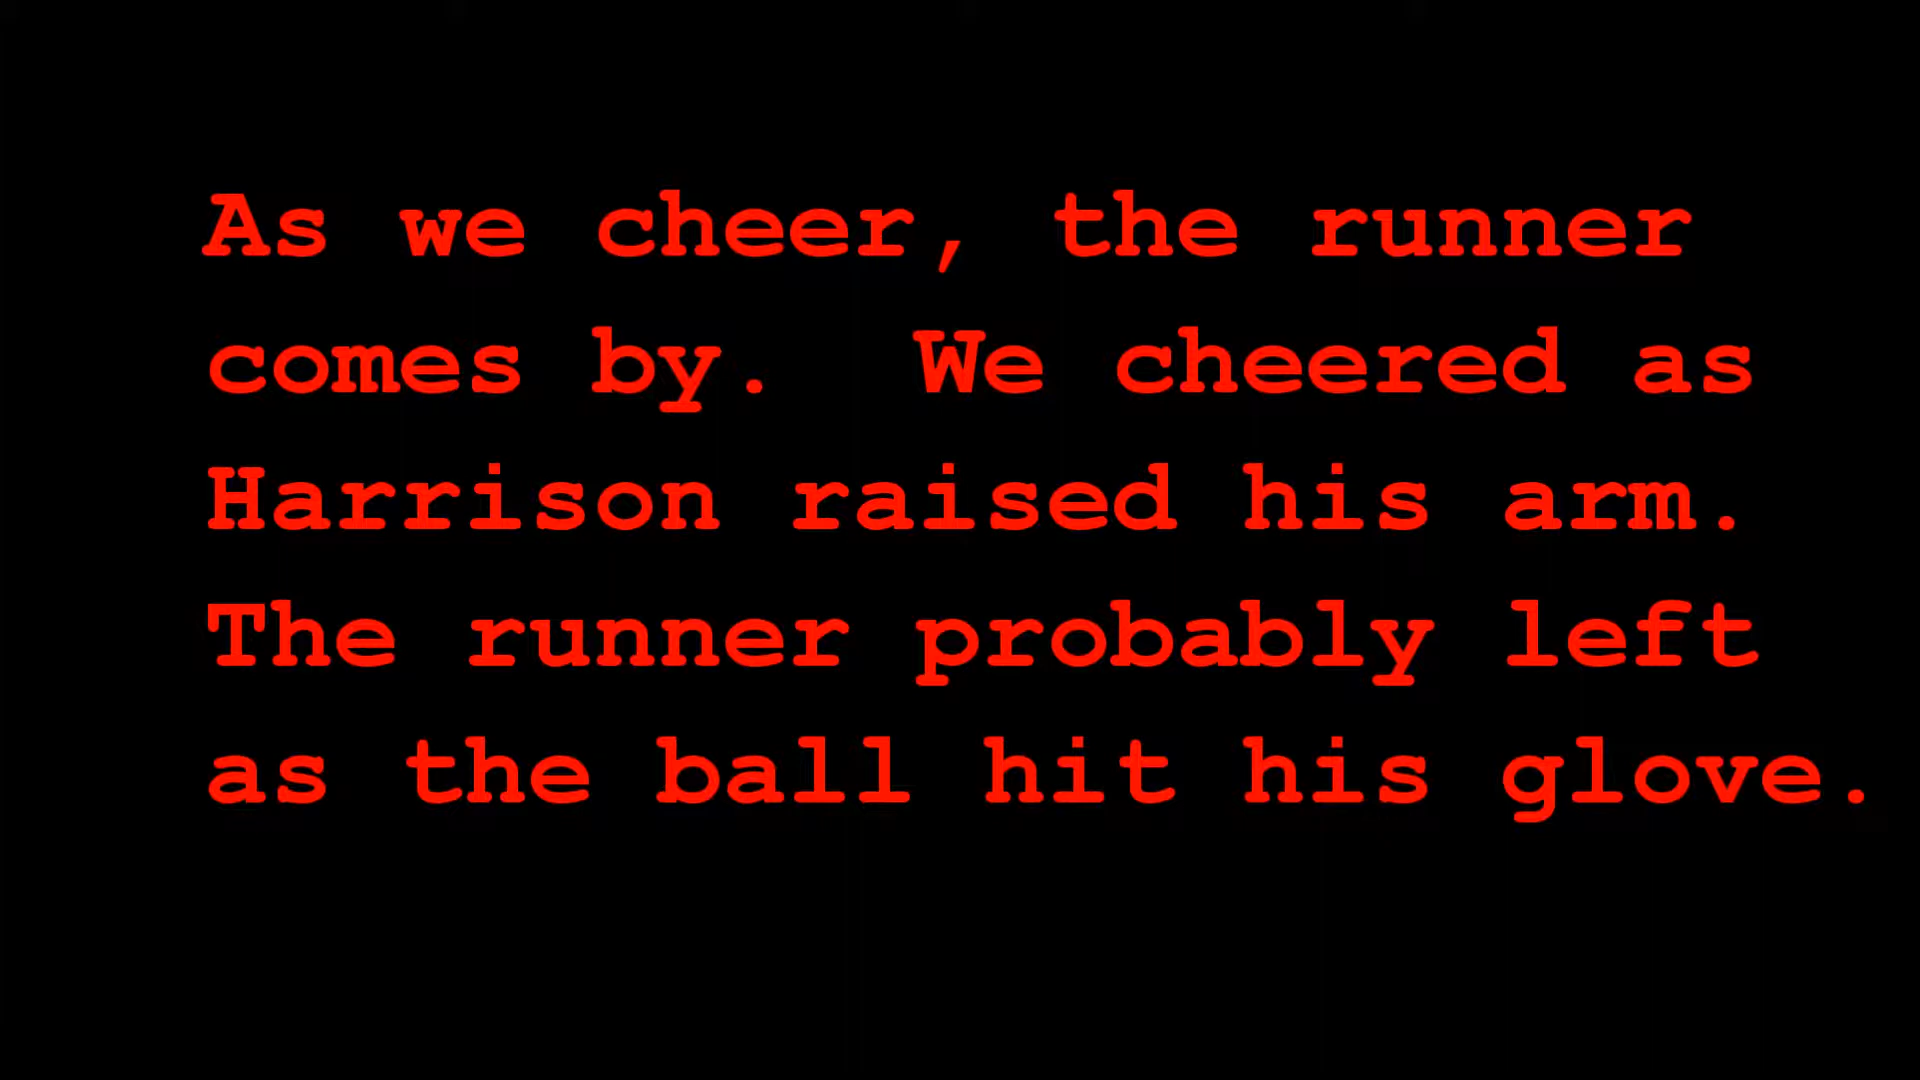 As we cheer, the runner
comes by.  We cheered as
Harrison raised his arm.
The runner probably left
as the ball hit his glove.